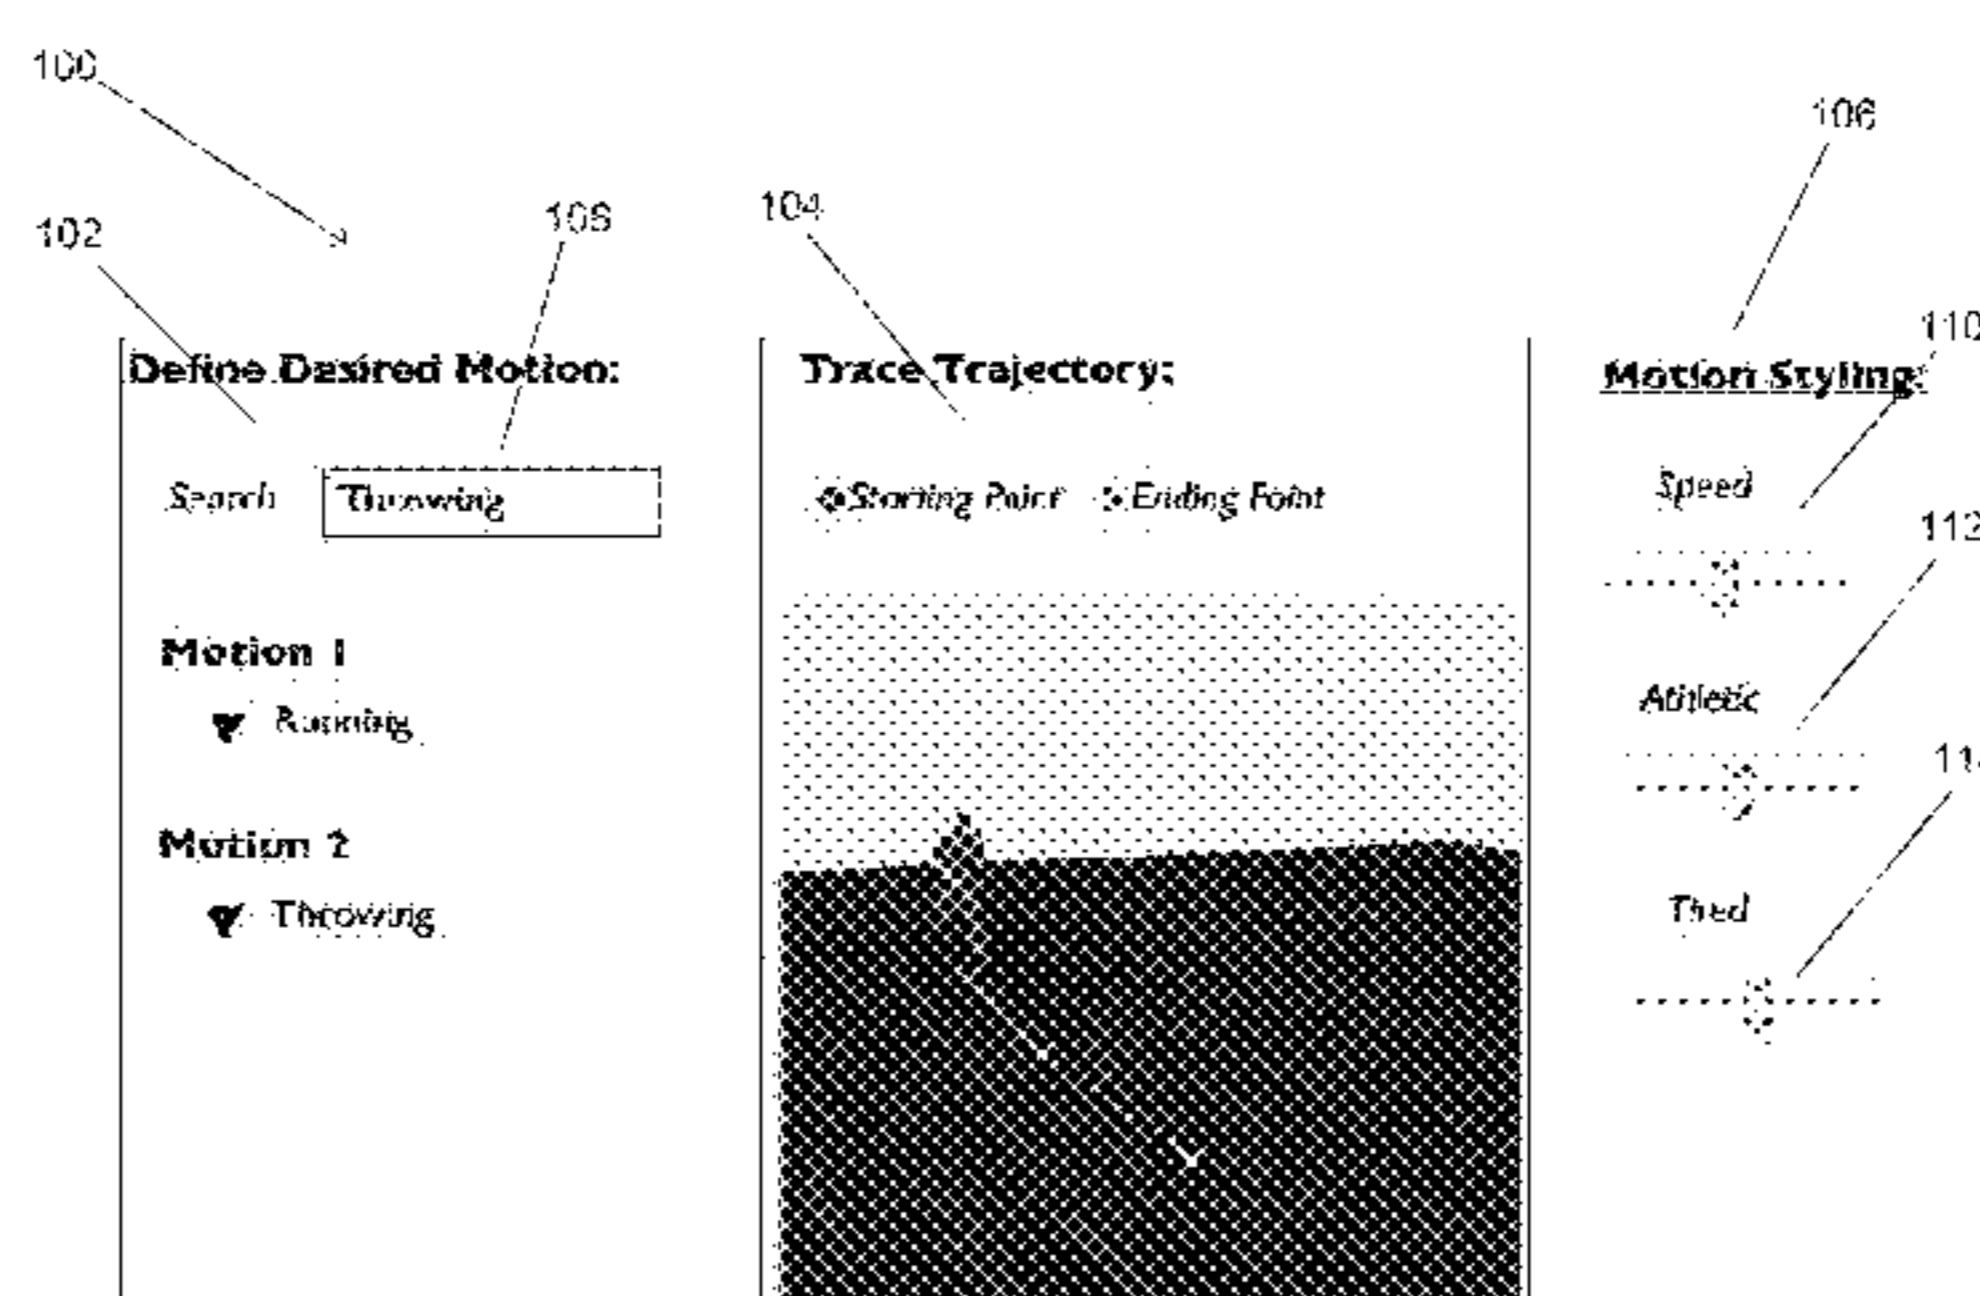 100
106
102
108
104
110
Define Desired Motion:
Trace Trajectory:
Motion Styling:
Search
Throwing
Starting Point
Ending Point
Speed
112
Motion 1
Running
Athletic
Motion 2
Throwing
Tired